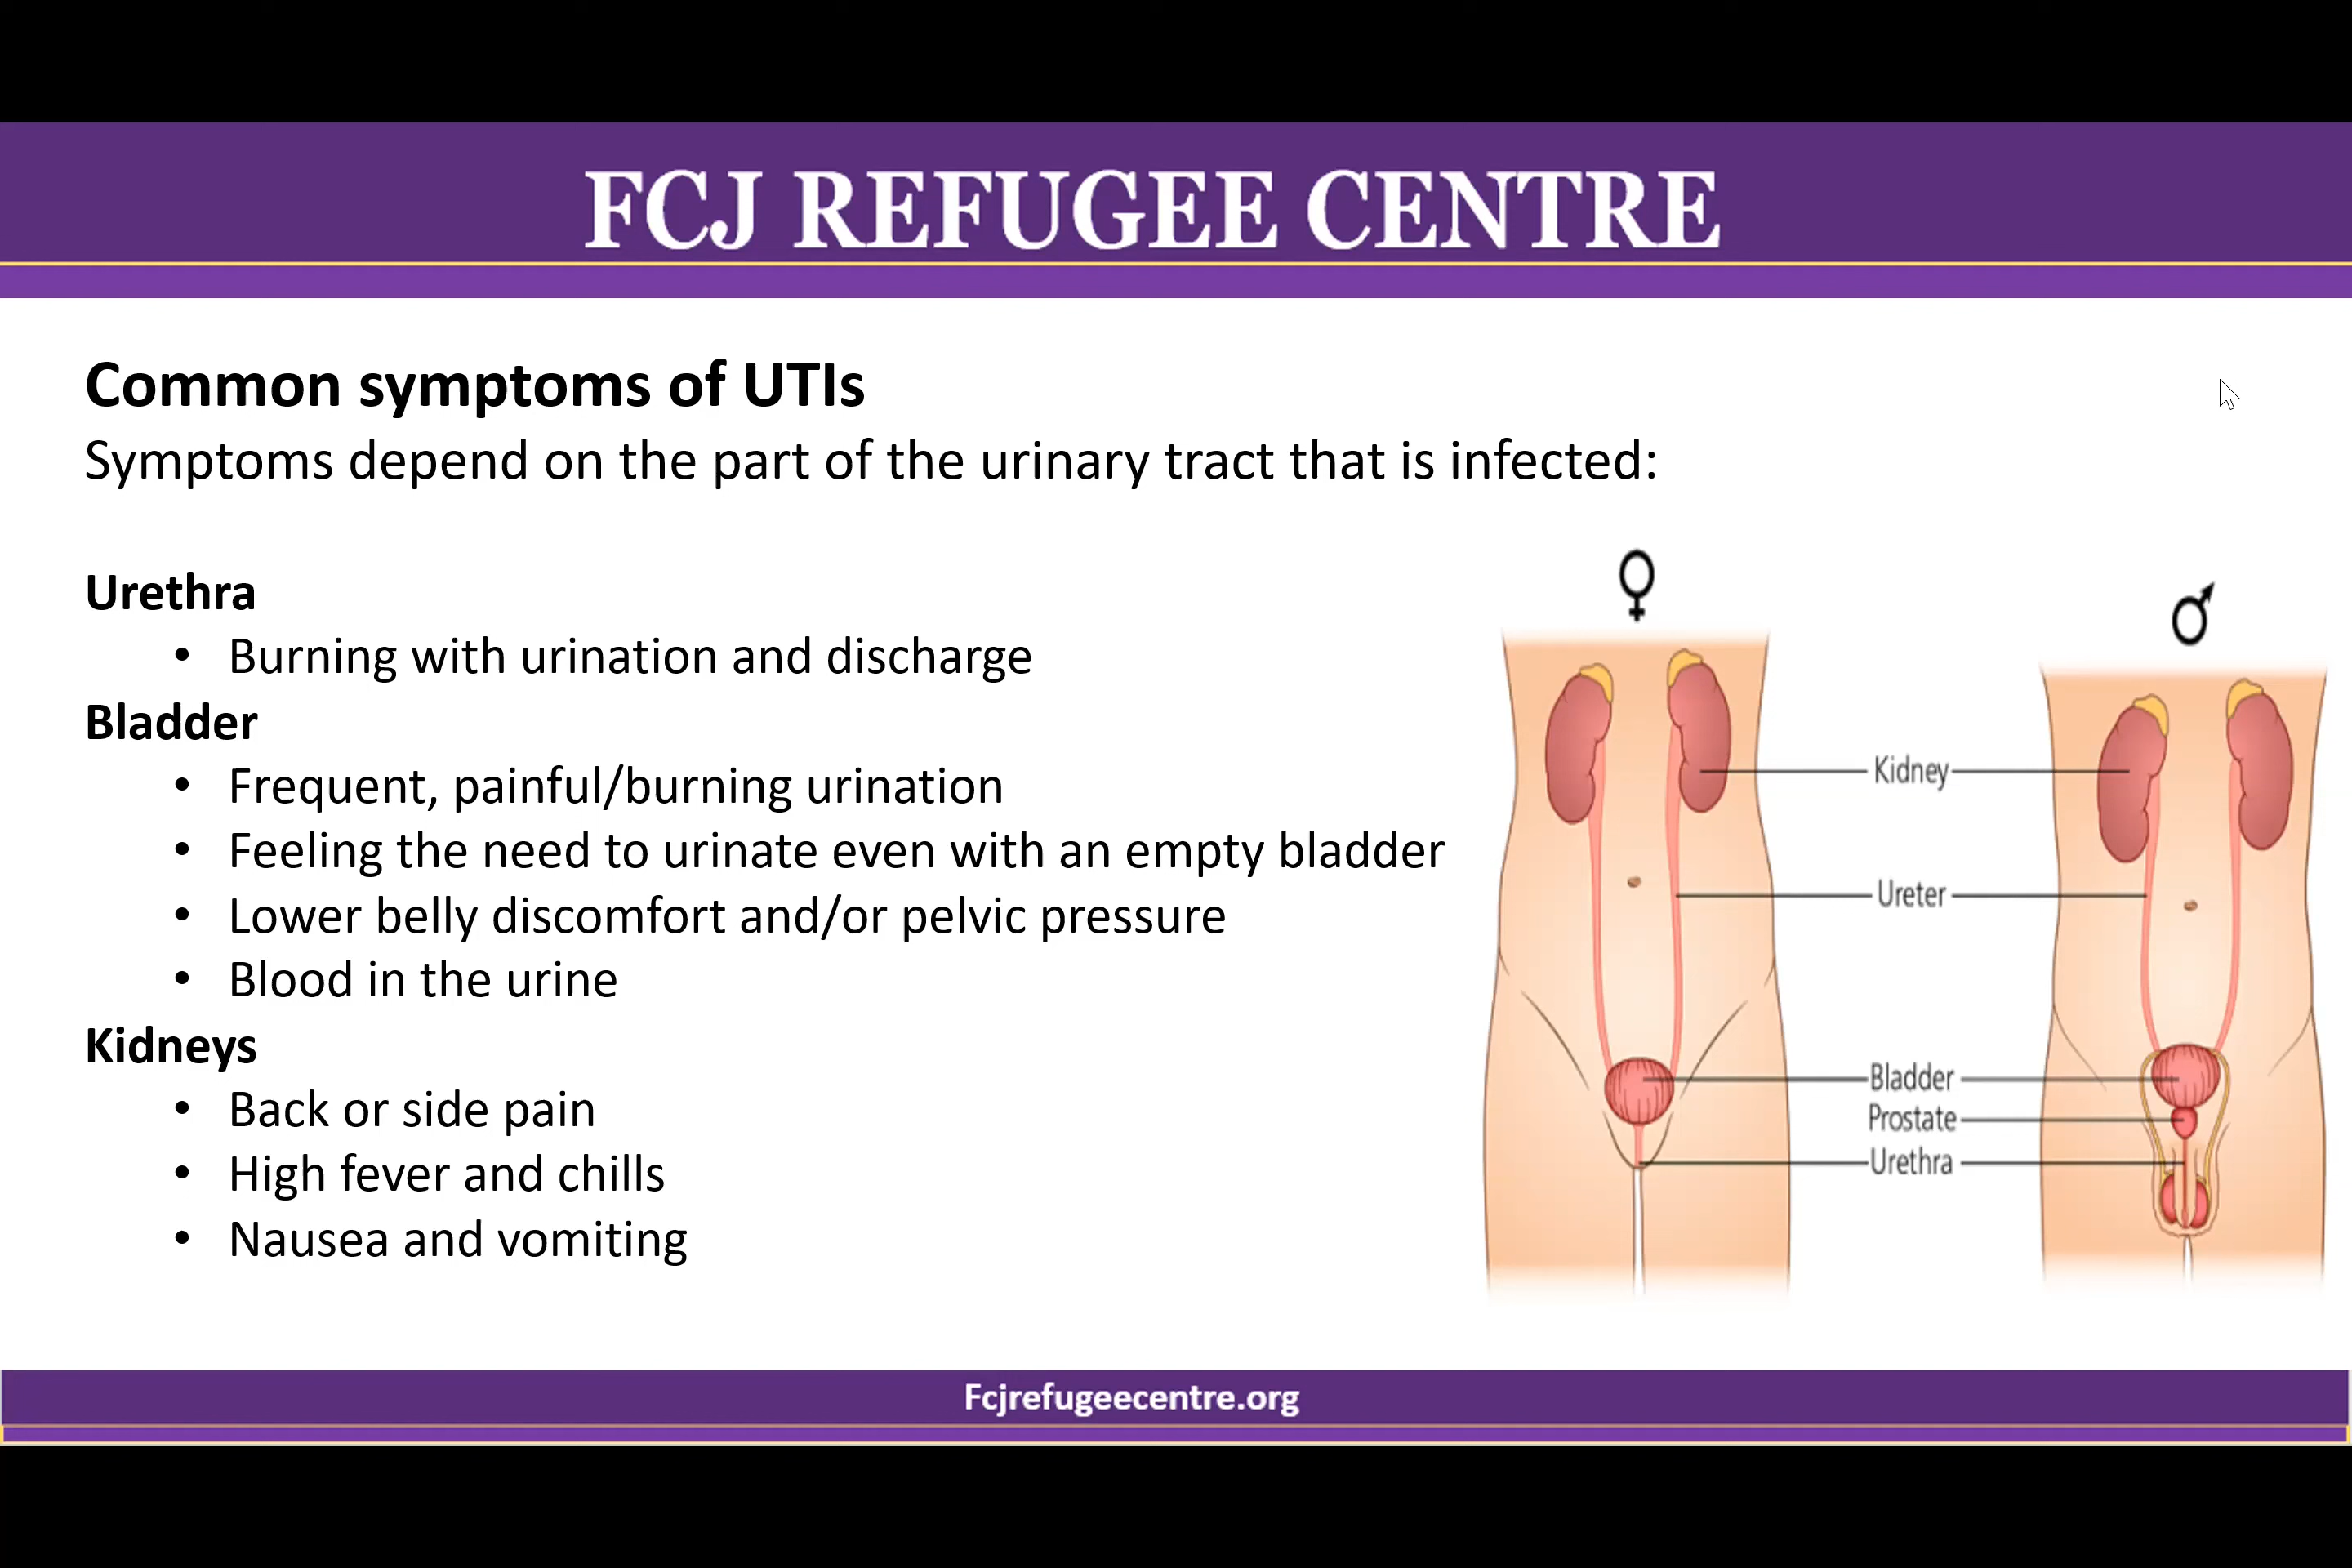 FCJ REFUGEE CENTRE
Common symptoms of UTIs
Symptoms depend on the part of the urinary tract that is infected:
Urethra
• Burning with urination and discharge
Bladder
• Frequent, painful/burning urination
• Feeling the need to urinate even with an empty bladder
• Lower belly discomfort and/or pelvic pressure
• Blood in the urine
Kidneys
• Back or side pain
• High fever and chills
• Nausea and vomiting
♀
♂
Kidney
Ureter
Bladder
Prostate
Urethra
Fcjrefugeecentre.org